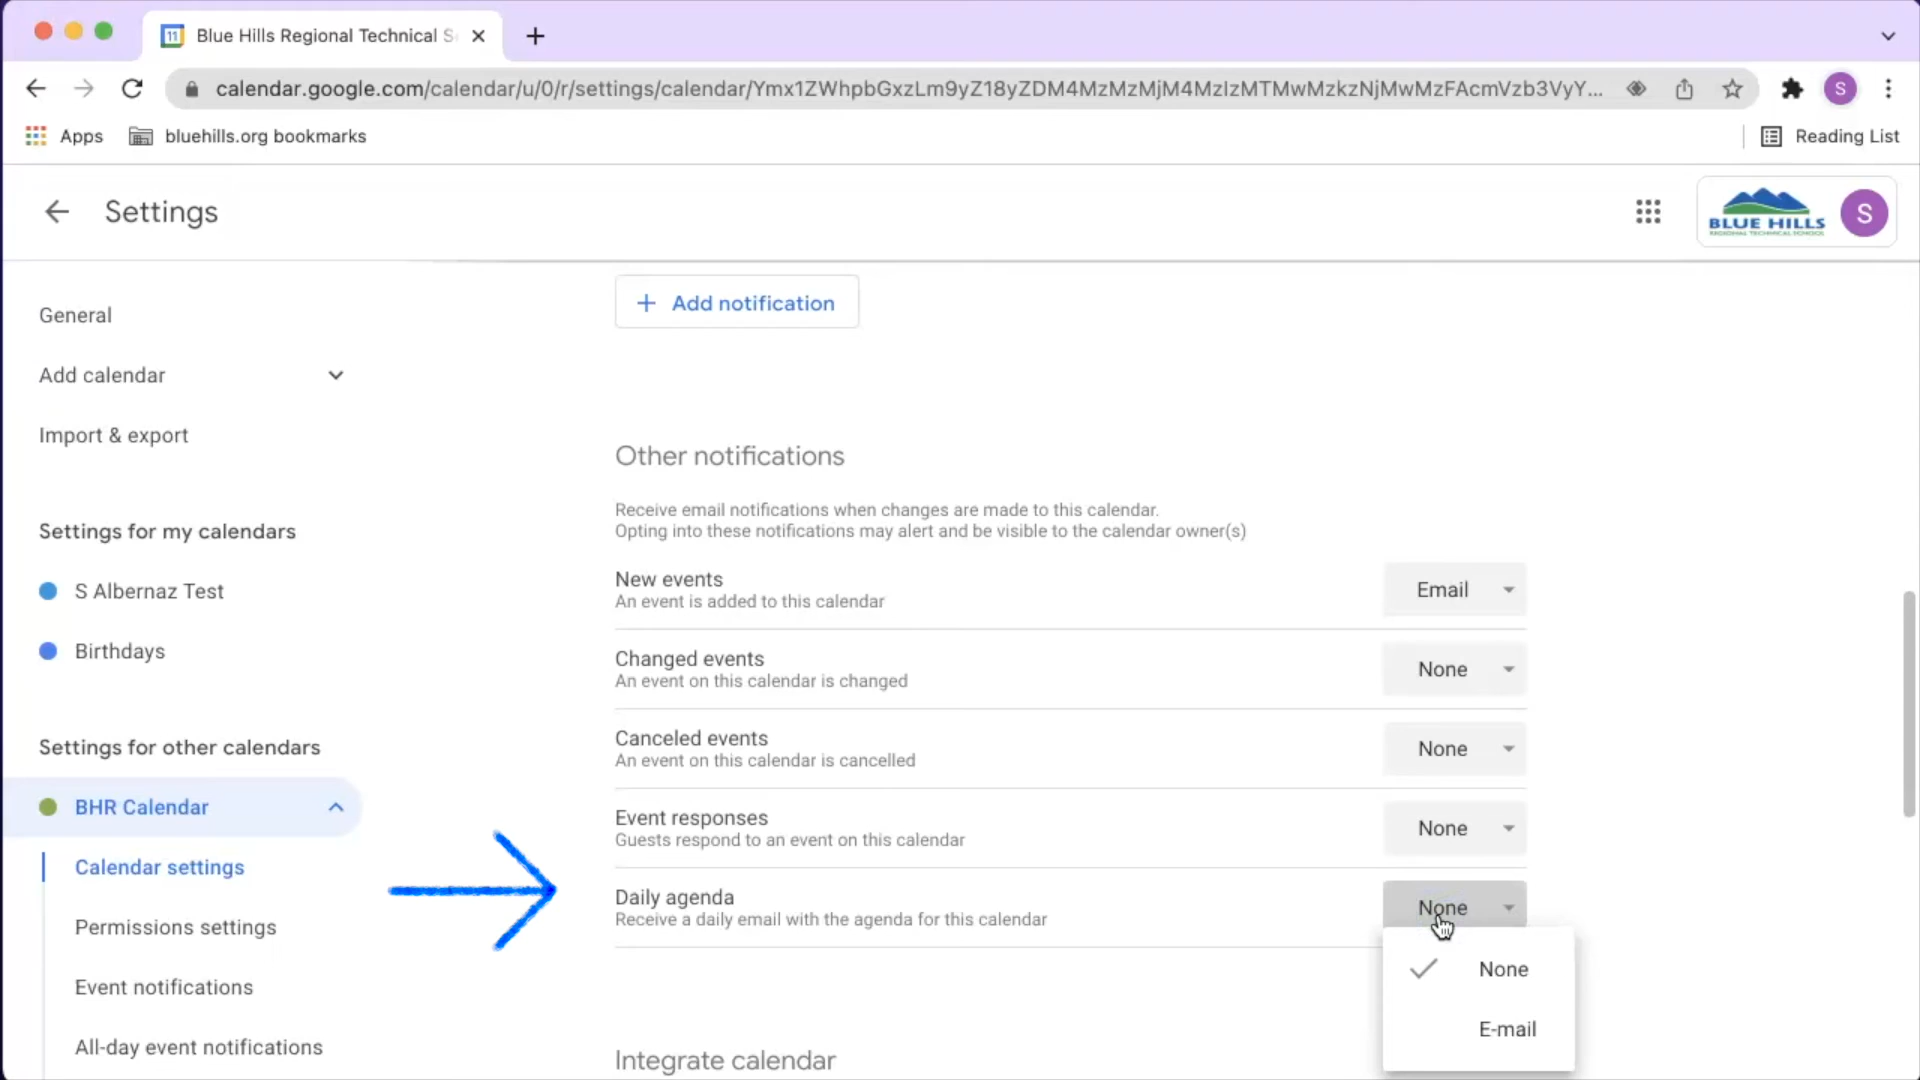 11 Blue Hills Regional Technical S
calendar.google.com/calendar/u/0/r/settings/calendar/Ymx1ZWhpbGxzLm9yZ18yZDM4MzMzMjM4MzIzMTMwMzkzNjMwMzFAcmVzb3VyY... S
Apps bluehills.org bookmarks Reading List
Settings
BLUE HILLS
REGIONAL TECHNICAL SCHOOL
S
General
Add calendar
Import & export
Settings for my calendars
S Albernaz Test
Birthdays
Settings for other calendars
BHR Calendar
Calendar settings
Permissions settings
Event notifications
All-day event notifications
+ Add notification
Other notifications
Receive email notifications when changes are made to this calendar.
Opting into these notifications may alert and be visible to the calendar owner(s)
New events
An event is added to this calendar
Email
Changed events
An event on this calendar is changed
None
Canceled events
An event on this calendar is cancelled
None
Event responses
Guests respond to an event on this calendar
None
Daily agenda
Receive a daily email with the agenda for this calendar
None
None
E-mail
Integrate calendar